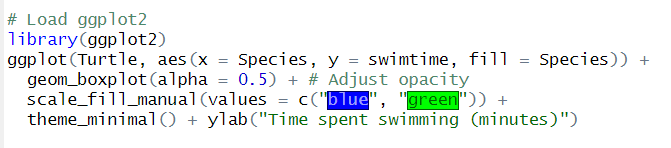 # Load ggplot2
library(ggplot2)
ggplot(Turtle, aes(x = Species, y = swimtime, fill = Species)) +
  geom_boxplot(alpha = 0.5) + # Adjust opacity
  scale_fill_manual(values = c("blue", "green")) +
  theme_minimal() + ylab("Time spent swimming (minutes)")